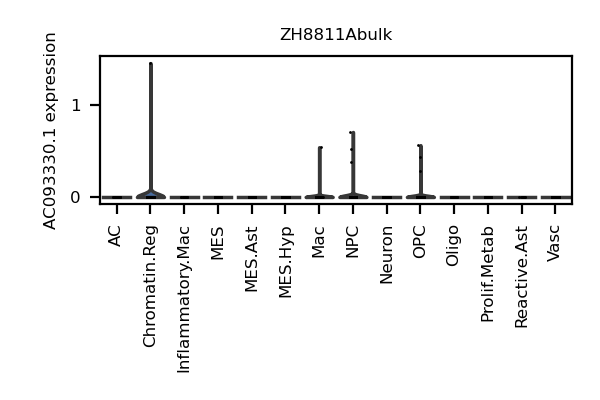 ZH8811Abulk
AC093330.1 expression
1
0
AC
Chromatin.Reg
Inflammatory.Mac
MES
MES.Ast
MES.Hyp
Mac
NPC
Neuron
OPC
Oligo
Prolif.Metab
Reactive.Ast
Vasc